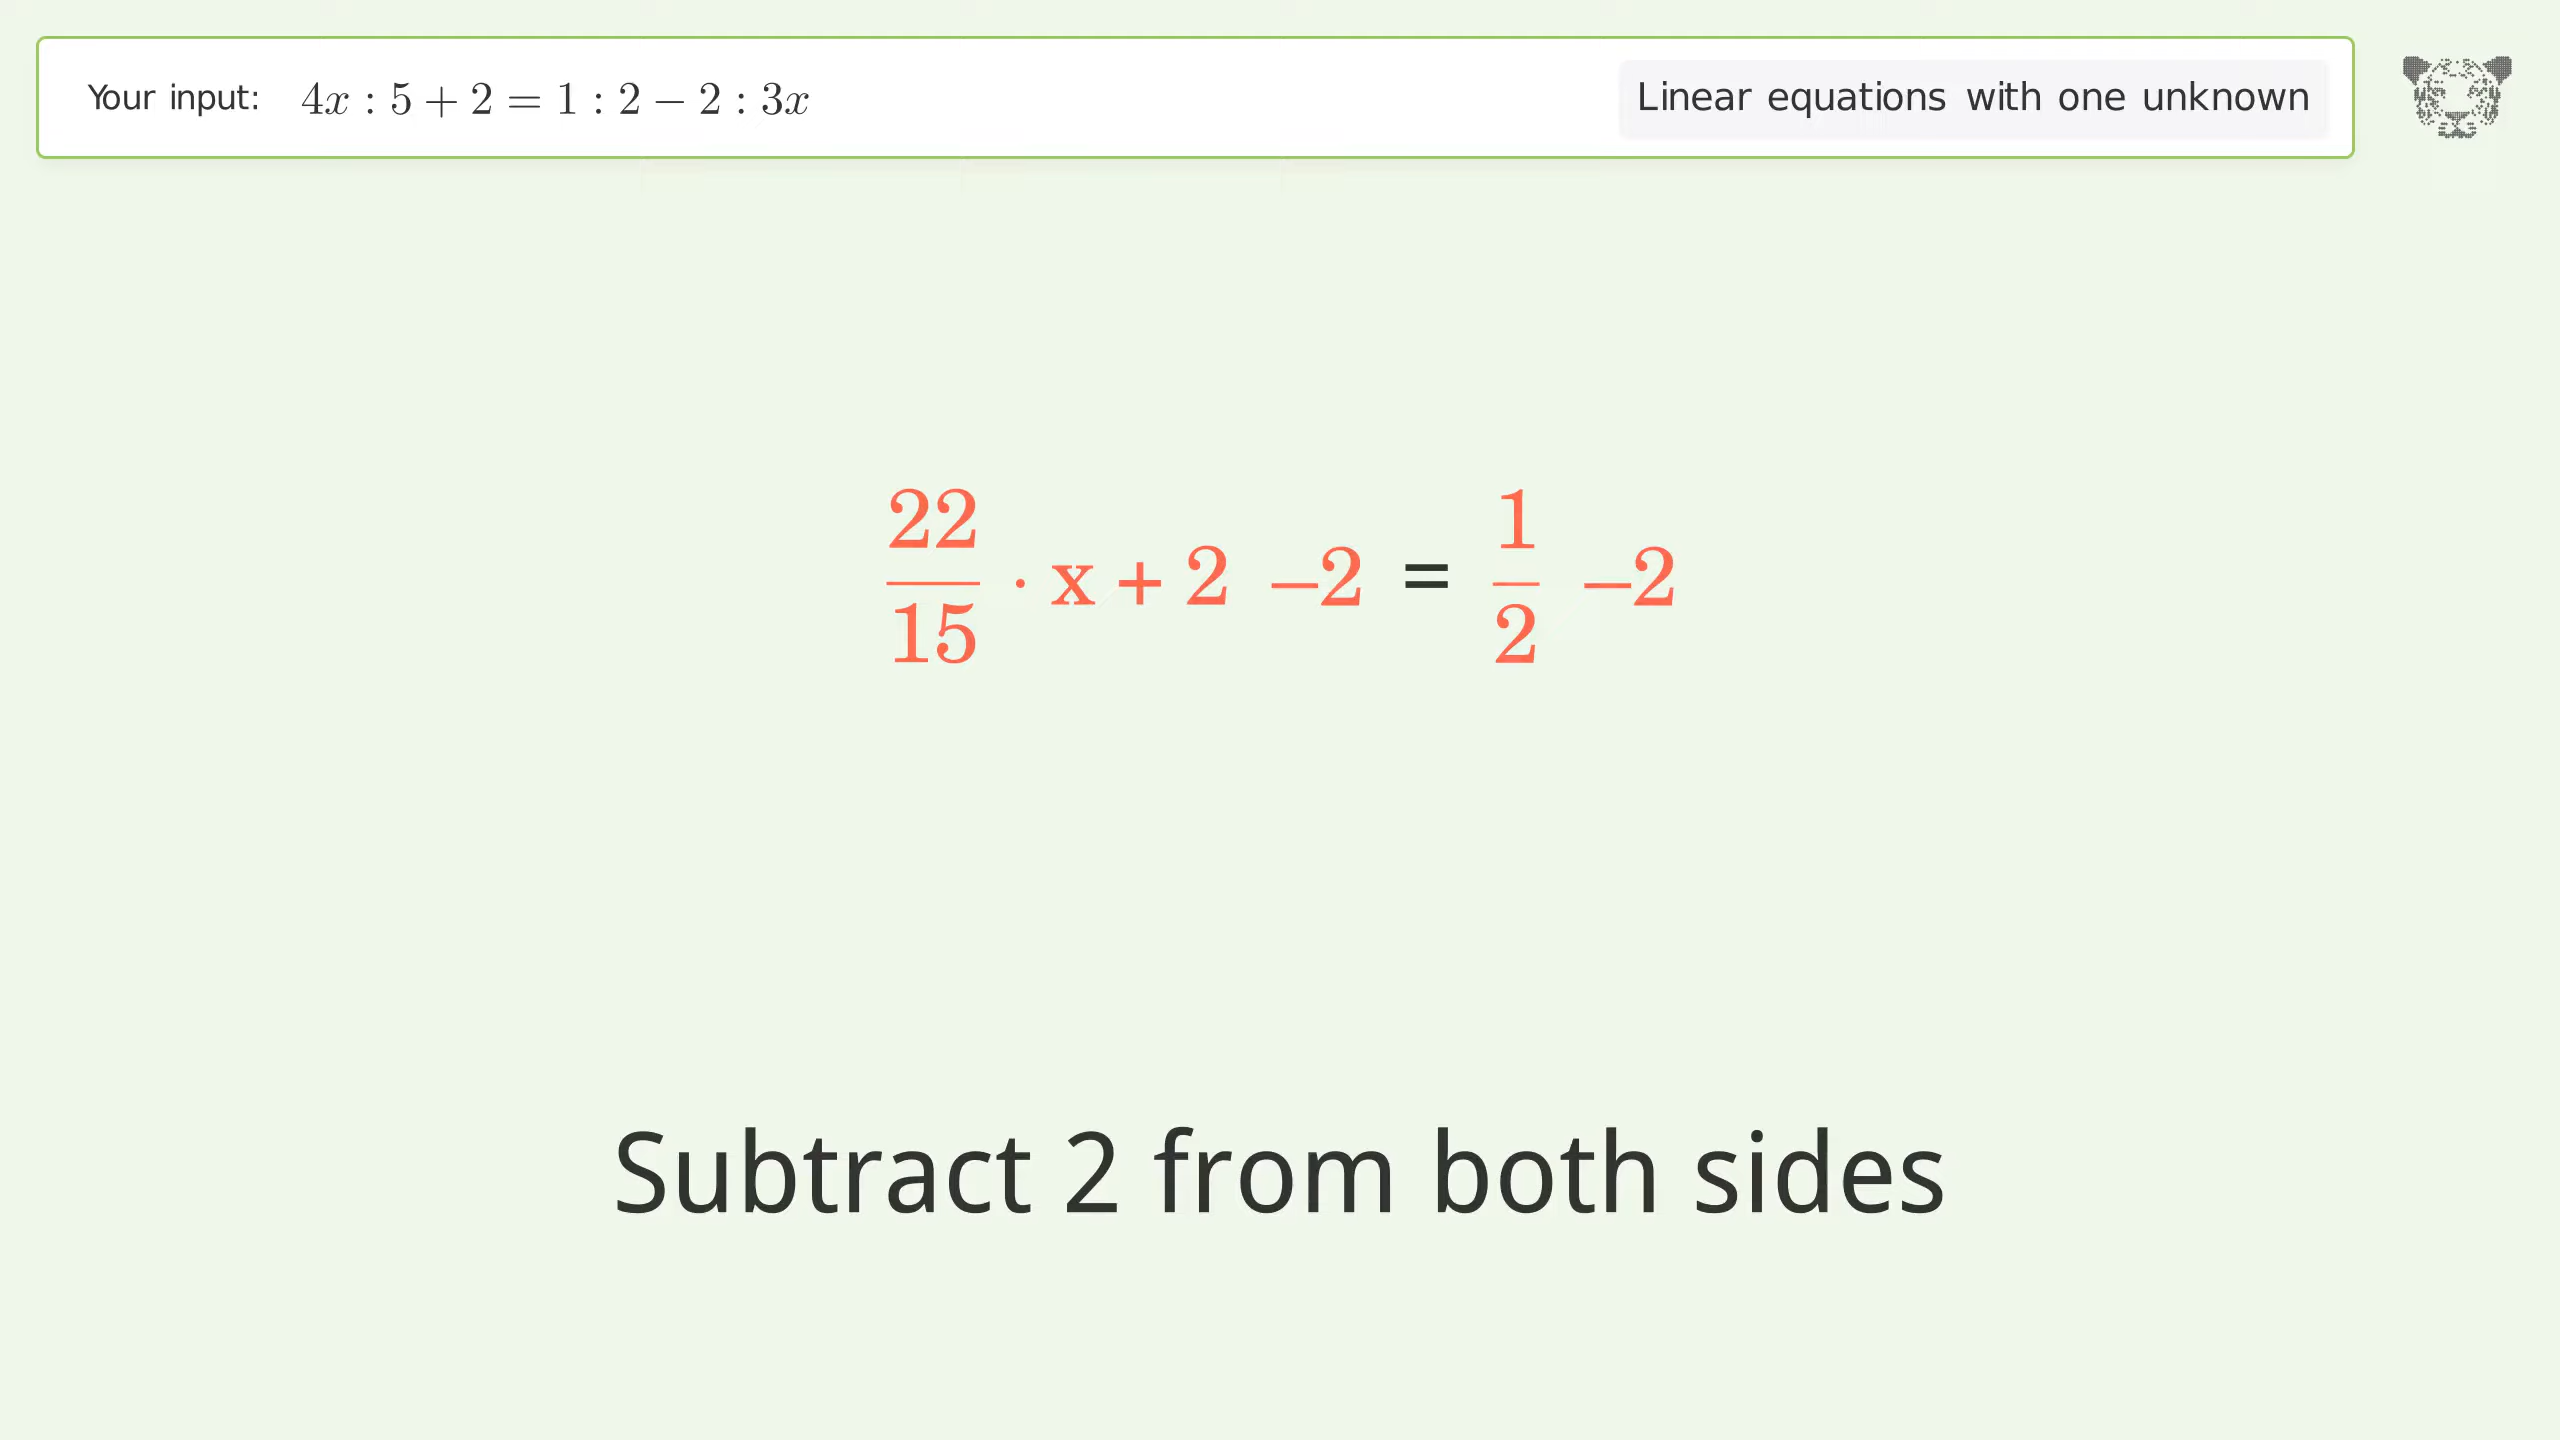 Your input: 4x : 5 + 2 = 1 : 2 − 2 : 3x
Linear equations with one unknown
22/15 · x + 2 −2 = 1/2 −2
Subtract 2 from both sides